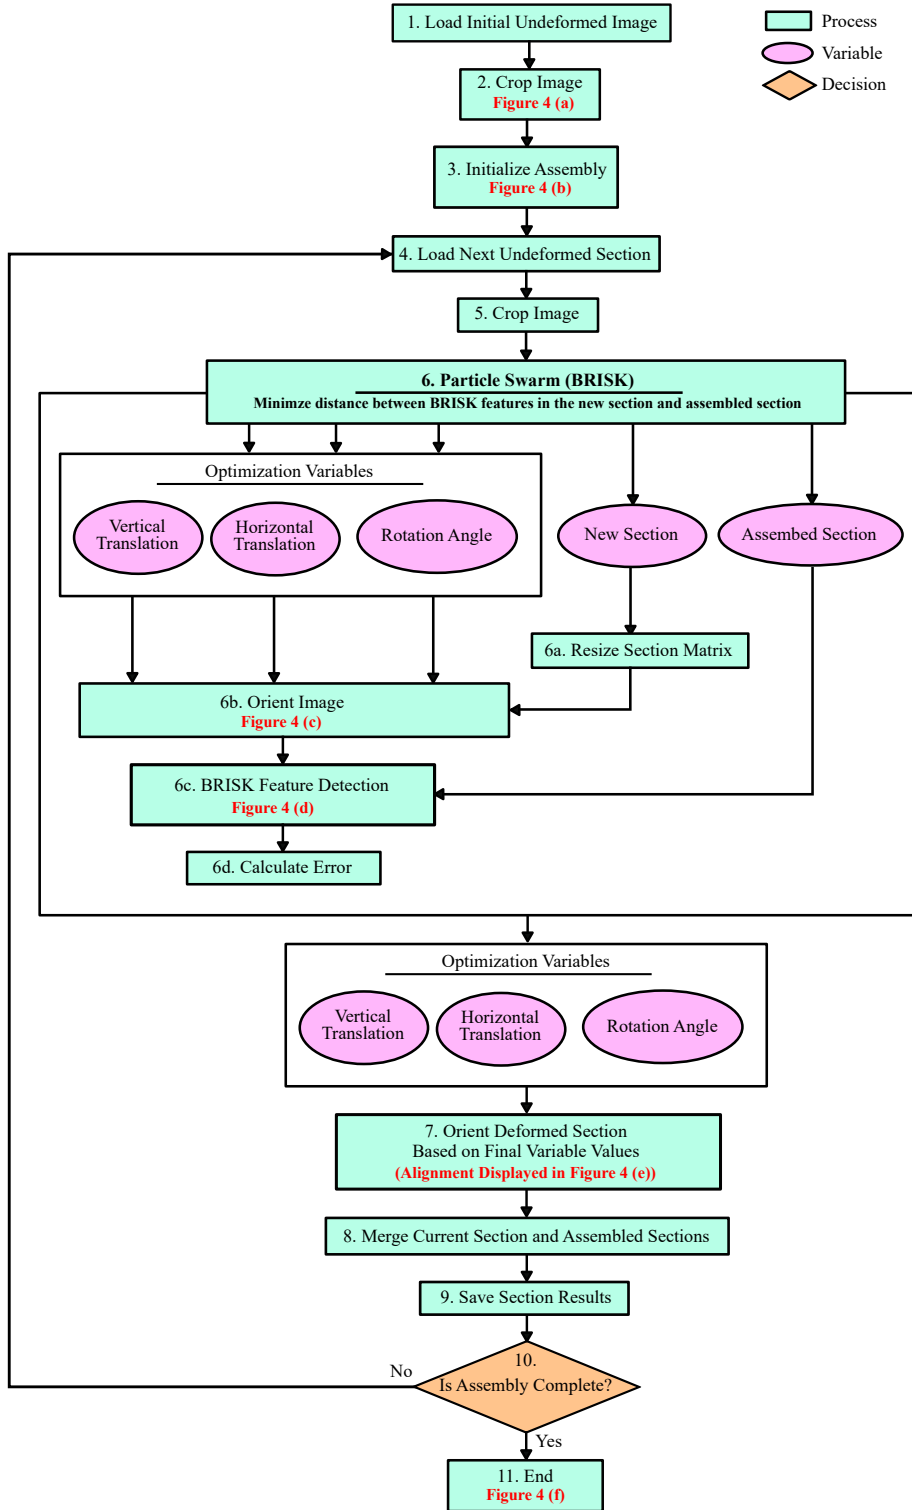 1. Load Initial Undeformed Image
Process
Variable
Decision
2. Crop Image
Figure 4 (a)
3. Initialize Assembly
Figure 4 (b)
4. Load Next Undeformed Section
5. Crop Image
6. Particle Swarm (BRISK)
Minimze distance between BRISK features in the new section and assembled section
Optimization Variables
Vertical
Translation
Horizontal
Translation
Rotation Angle
New Section
Assembed Section
6a. Resize Section Matrix
6b. Orient Image
Figure 4 (c)
6c. BRISK Feature Detection
Figure 4 (d)
6d. Calculate Error
Optimization Variables
Vertical
Translation
Horizontal
Translation
Rotation Angle
7. Orient Deformed Section
Based on Final Variable Values
(Alignment Displayed in Figure 4 (e))
8. Merge Current Section and Assembled Sections
9. Save Section Results
10.
Is Assembly Complete?
No
Yes
11. End
Figure 4 (f)